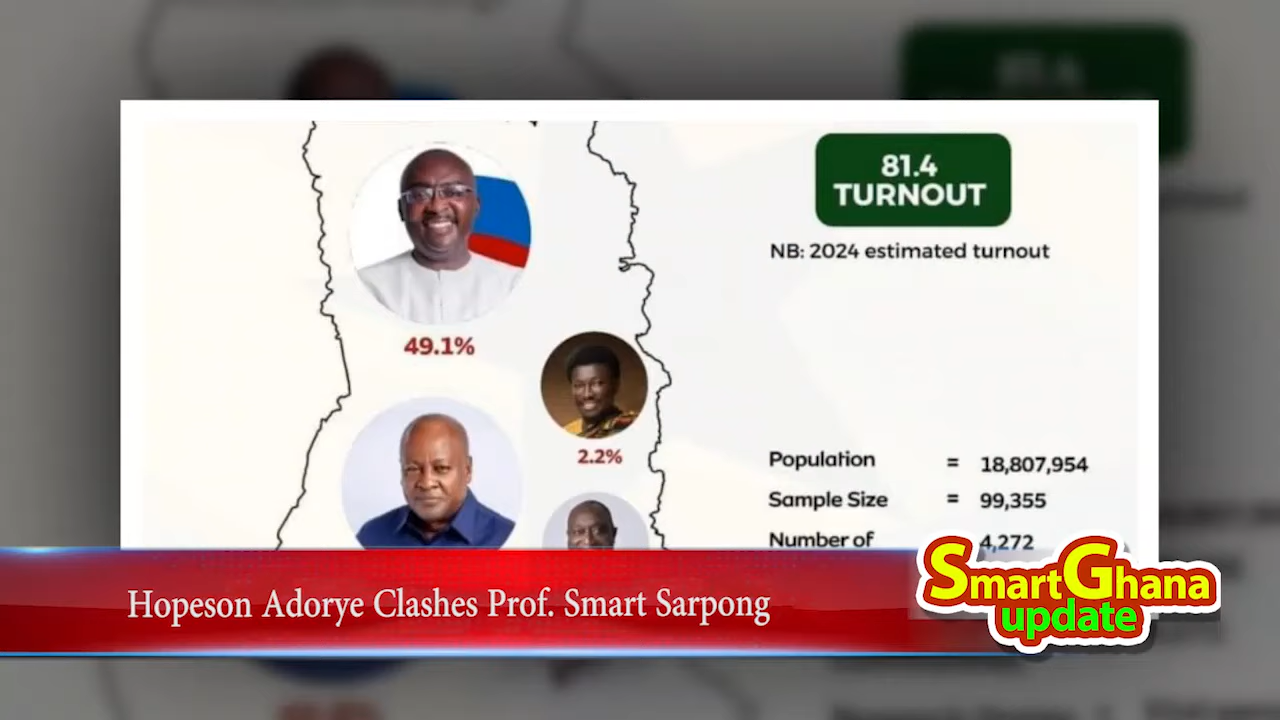 81.4
TURNOUT
NB: 2024 estimated turnout
49.1%
2.2%
Population = 18,807,954
Sample Size = 99,355
Number of 4,272
Hopeson Adorye Clashes Prof. Smart Sarpong
SmartGhana
update